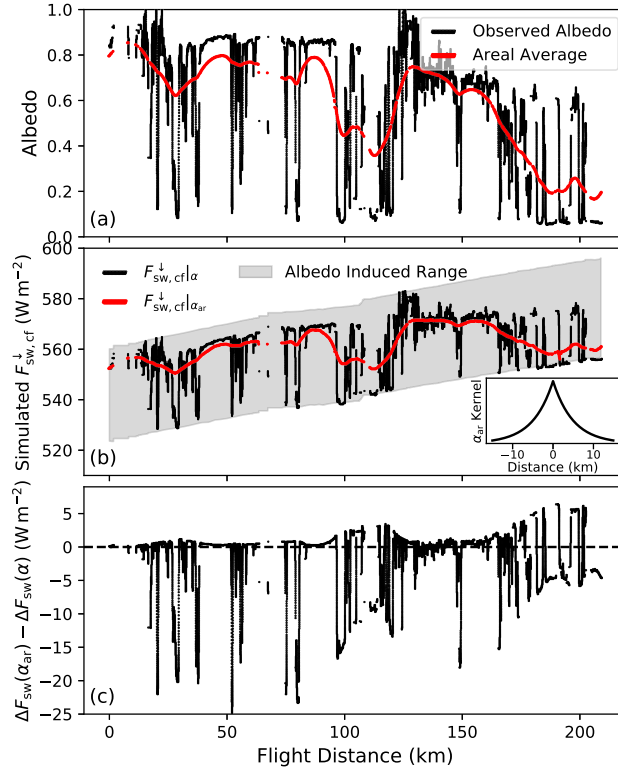 1.0
0.8
0.6
0.4
0.2
0.0
Albedo
Observed Albedo
Areal Average
(a)
600
580
560
540
520
Simulated F↓sw, cf (W m−2)
F↓sw, cf|α
F↓sw, cf|αar
Albedo Induced Range
(b)
αar Kernel
−10 0 10
Distance (km)
5
0
−5
−10
−15
−20
−25
ΔFsw(αar) − ΔFsw(α) (W m−2)
(c)
0 50 100 150 200
Flight Distance (km)